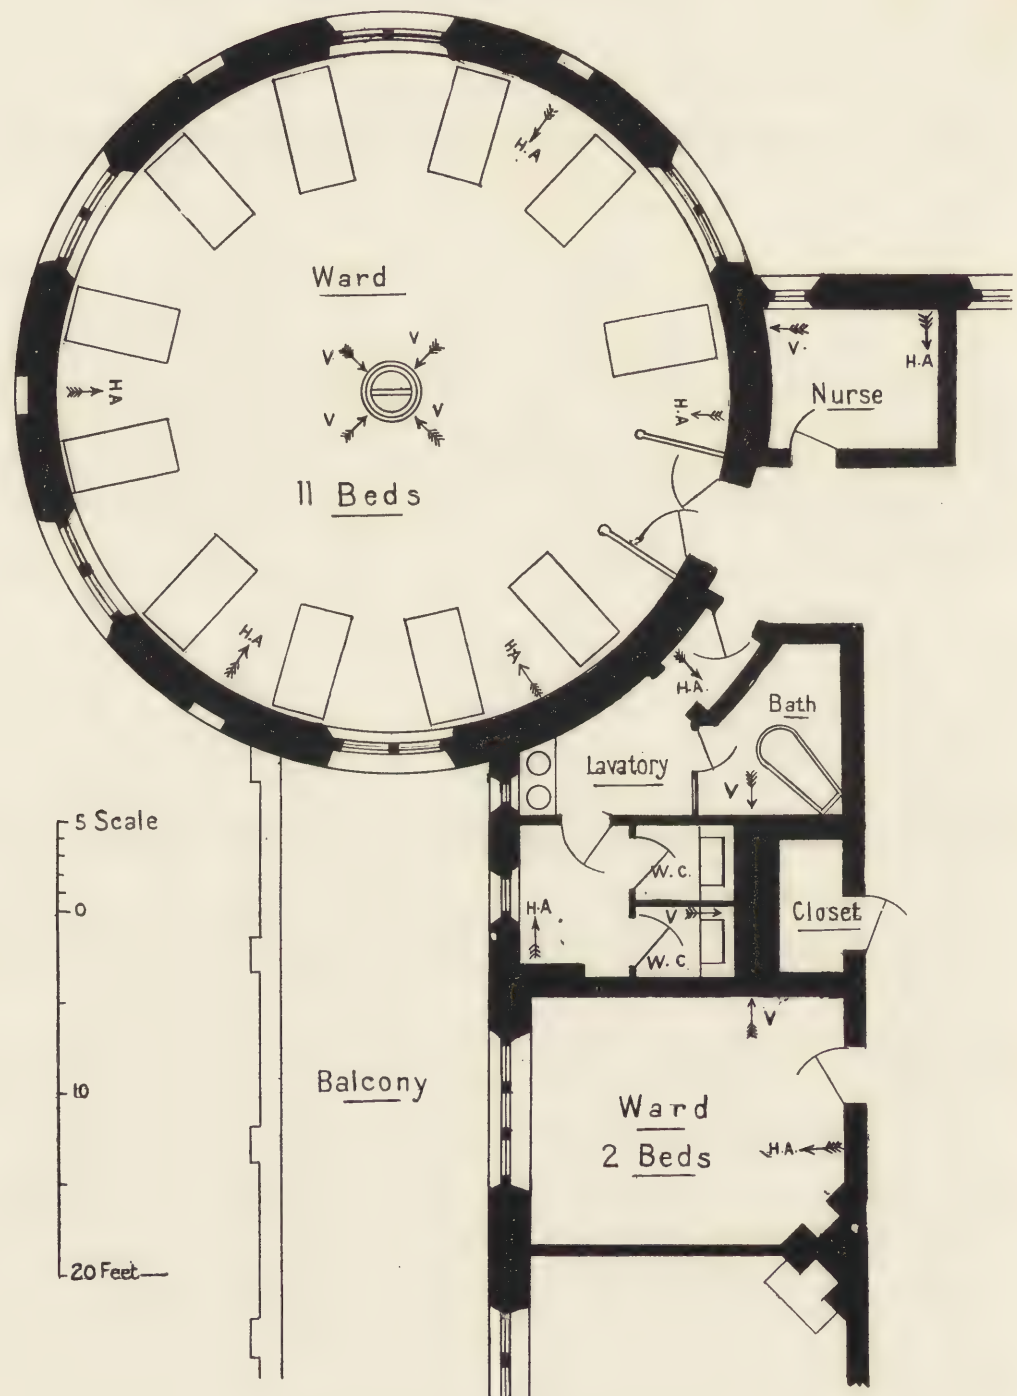 H.A
Ward
V
V
V.
H.A
Nurse
H.A
H.A
V
V
11 Beds
H.A
H.A
H.A.
Bath
Lavatory
V
5 Scale
W.C.
0
H.A
V
Closet
W.C.
V
Balcony
10
Ward
2 Beds
H.A.
20 Feet